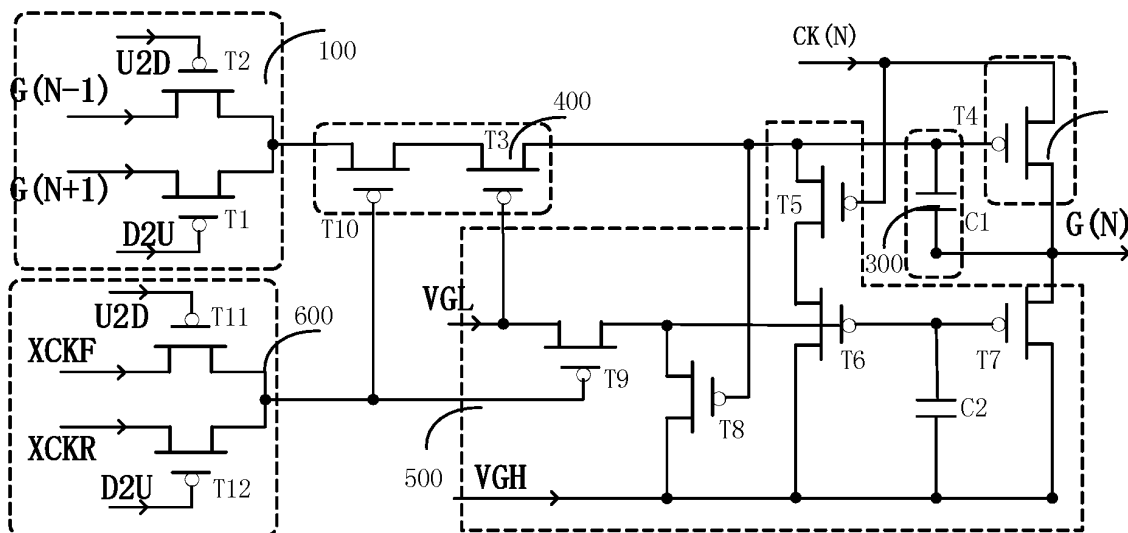 U2D
T2
100
G(N-1)
G(N+1)
T1
D2U
CK(N)
T4
400
T3
T10
T5
300
C1
G(N)
U2D
T11
600
XCKF
XCKR
D2U
T12
VGL
T9
T8
T6
T7
C2
500
VGH